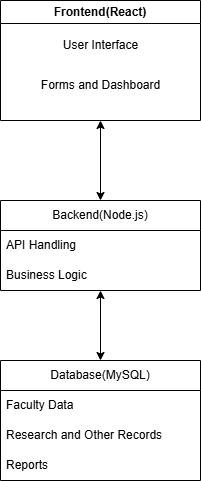 Frontend(React)
User Interface
Forms and Dashboard
Backend(Node.js)
API Handling
Business Logic
Database(MySQL)
Faculty Data
Research and Other Records
Reports